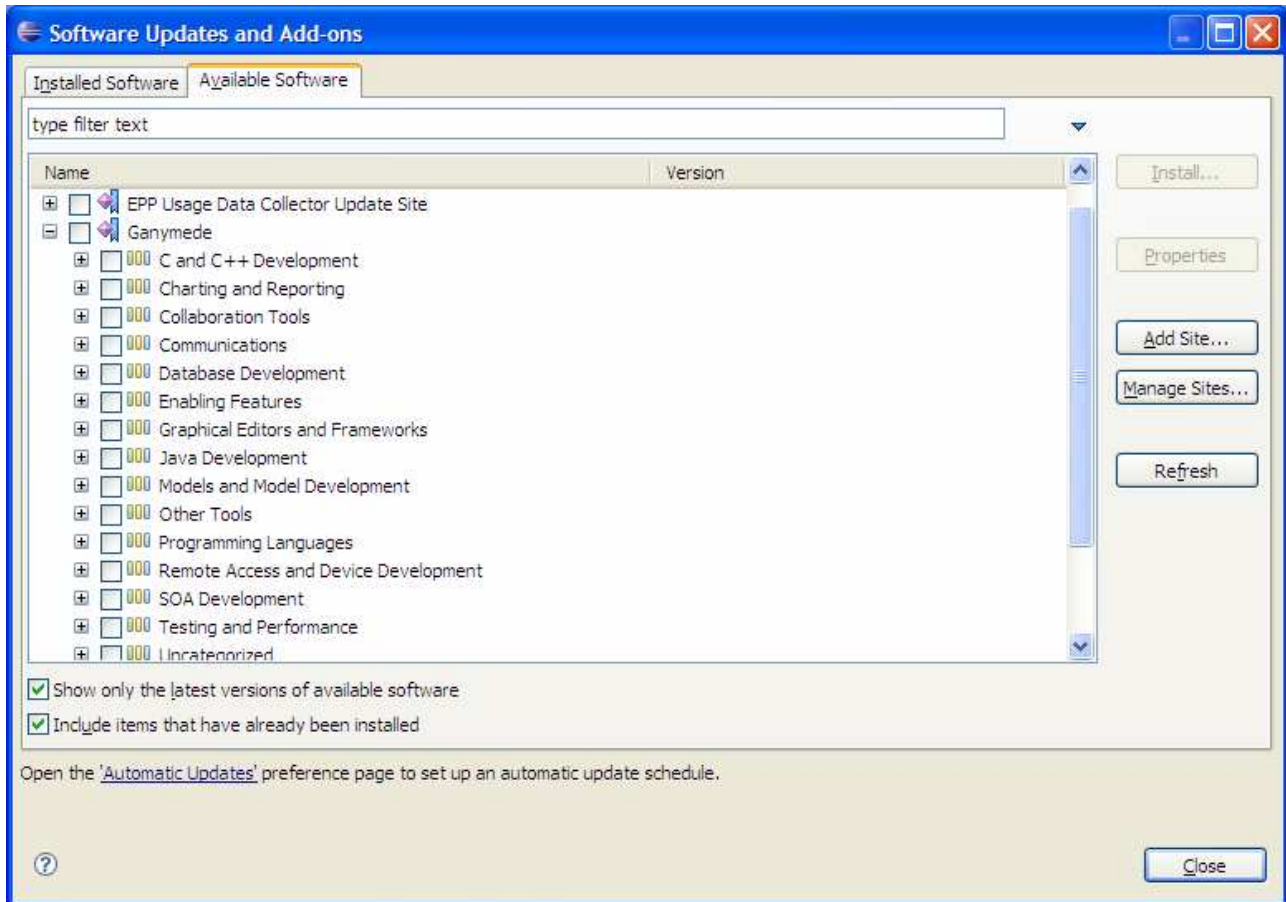 Software Updates and Add-ons
Installed Software
Available Software
type filter text
Name Version
EPP Usage Data Collector Update Site
Ganymede
C and C++ Development
Charting and Reporting
Collaboration Tools
Communications
Database Development
Enabling Features
Graphical Editors and Frameworks
Java Development
Models and Model Development
Other Tools
Programming Languages
Remote Access and Device Development
SOA Development
Testing and Performance
Uncategorized
Install...
Properties
Add Site...
Manage Sites...
Refresh
Show only the latest versions of available software
Include items that have already been installed
Open the 'Automatic Updates' preference page to set up an automatic update schedule.
?
Close